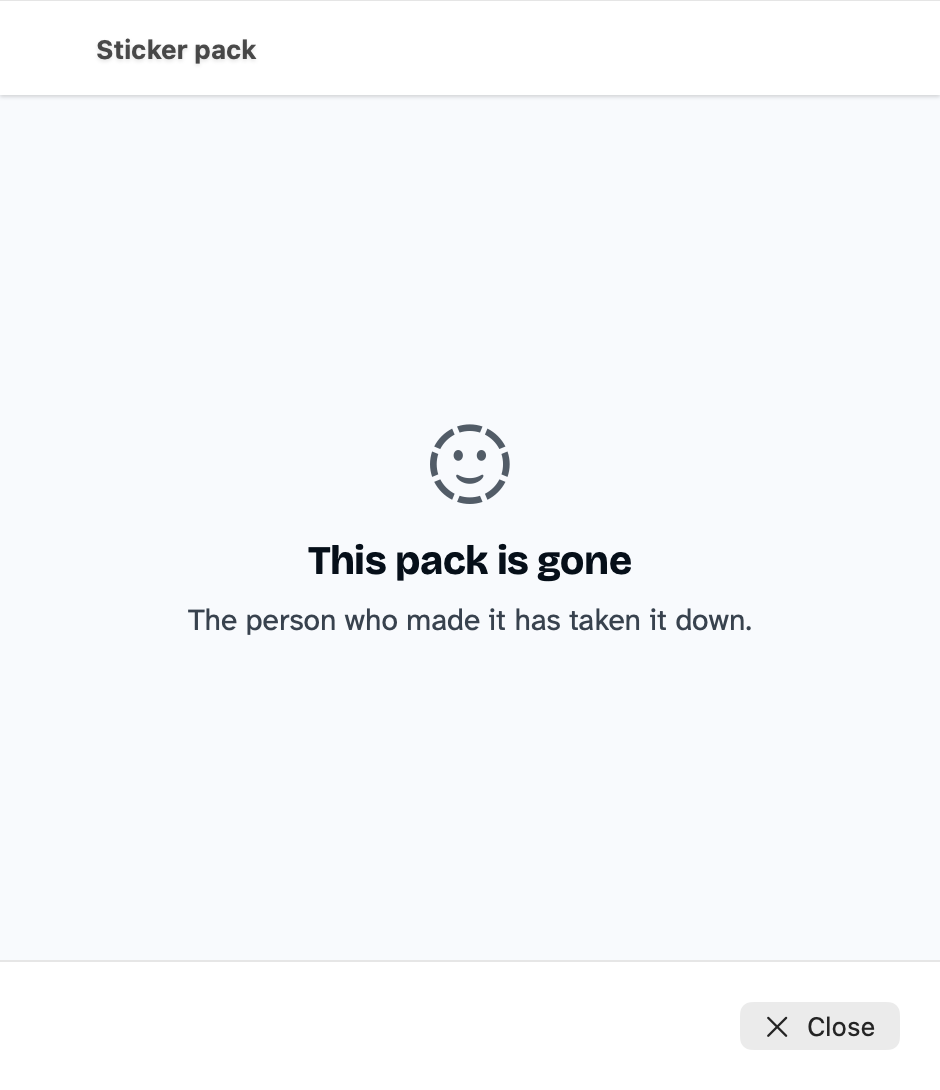 Sticker pack
This pack is gone
The person who made it has taken it down.
Close